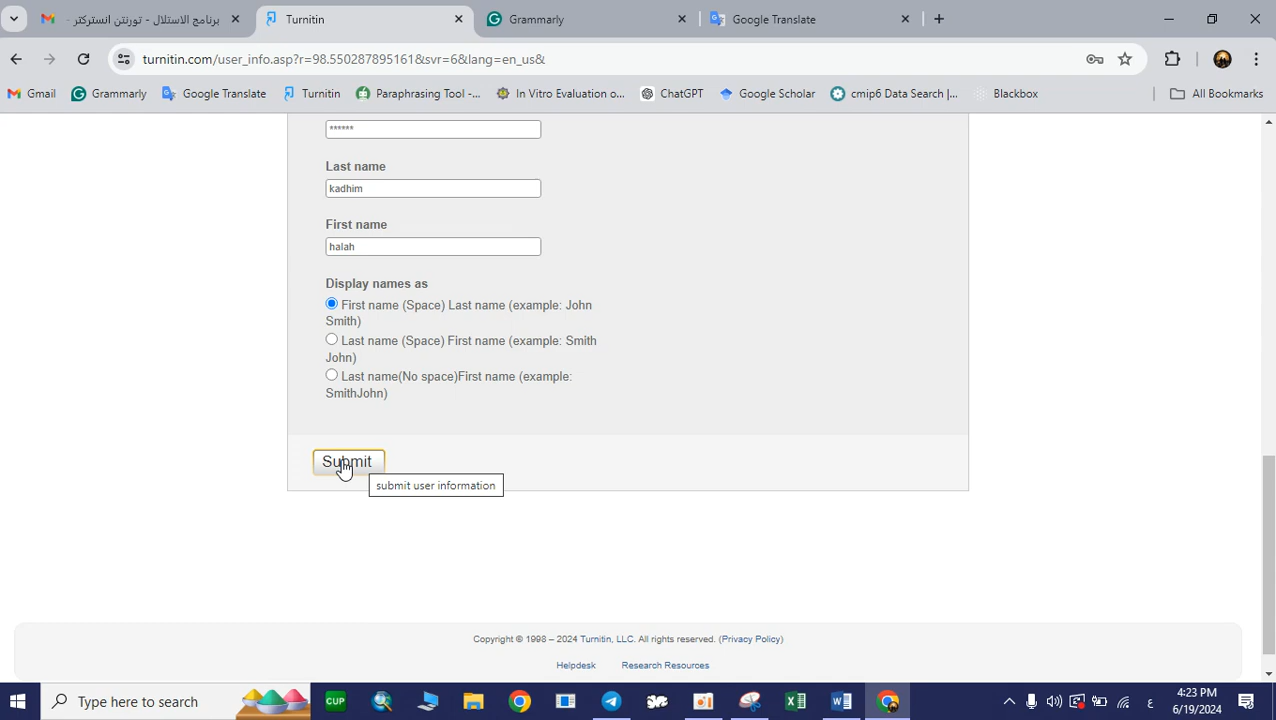 برنامج الاستلال - تورنتن انستركتر -
Turnitin
Grammarly
Google Translate
turnitin.com/user_info.asp?r=98.550287895161&svr=6&lang=en_us&
Gmail
Grammarly
Google Translate
Turnitin
Paraphrasing Tool -...
In Vitro Evaluation o...
ChatGPT
Google Scholar
cmip6 Data Search |...
Blackbox
All Bookmarks
******
Last name
kadhim
First name
halah
Display names as
First name (Space) Last name (example: John
Smith)
Last name (Space) First name (example: Smith
John)
Last name(No space)First name (example:
SmithJohn)
Submit
submit user information
Copyright © 1998 – 2024 Turnitin, LLC. All rights reserved. (Privacy Policy)
Helpdesk
Research Resources
Type here to search
CUP
ع
4:23 PM
6/19/2024